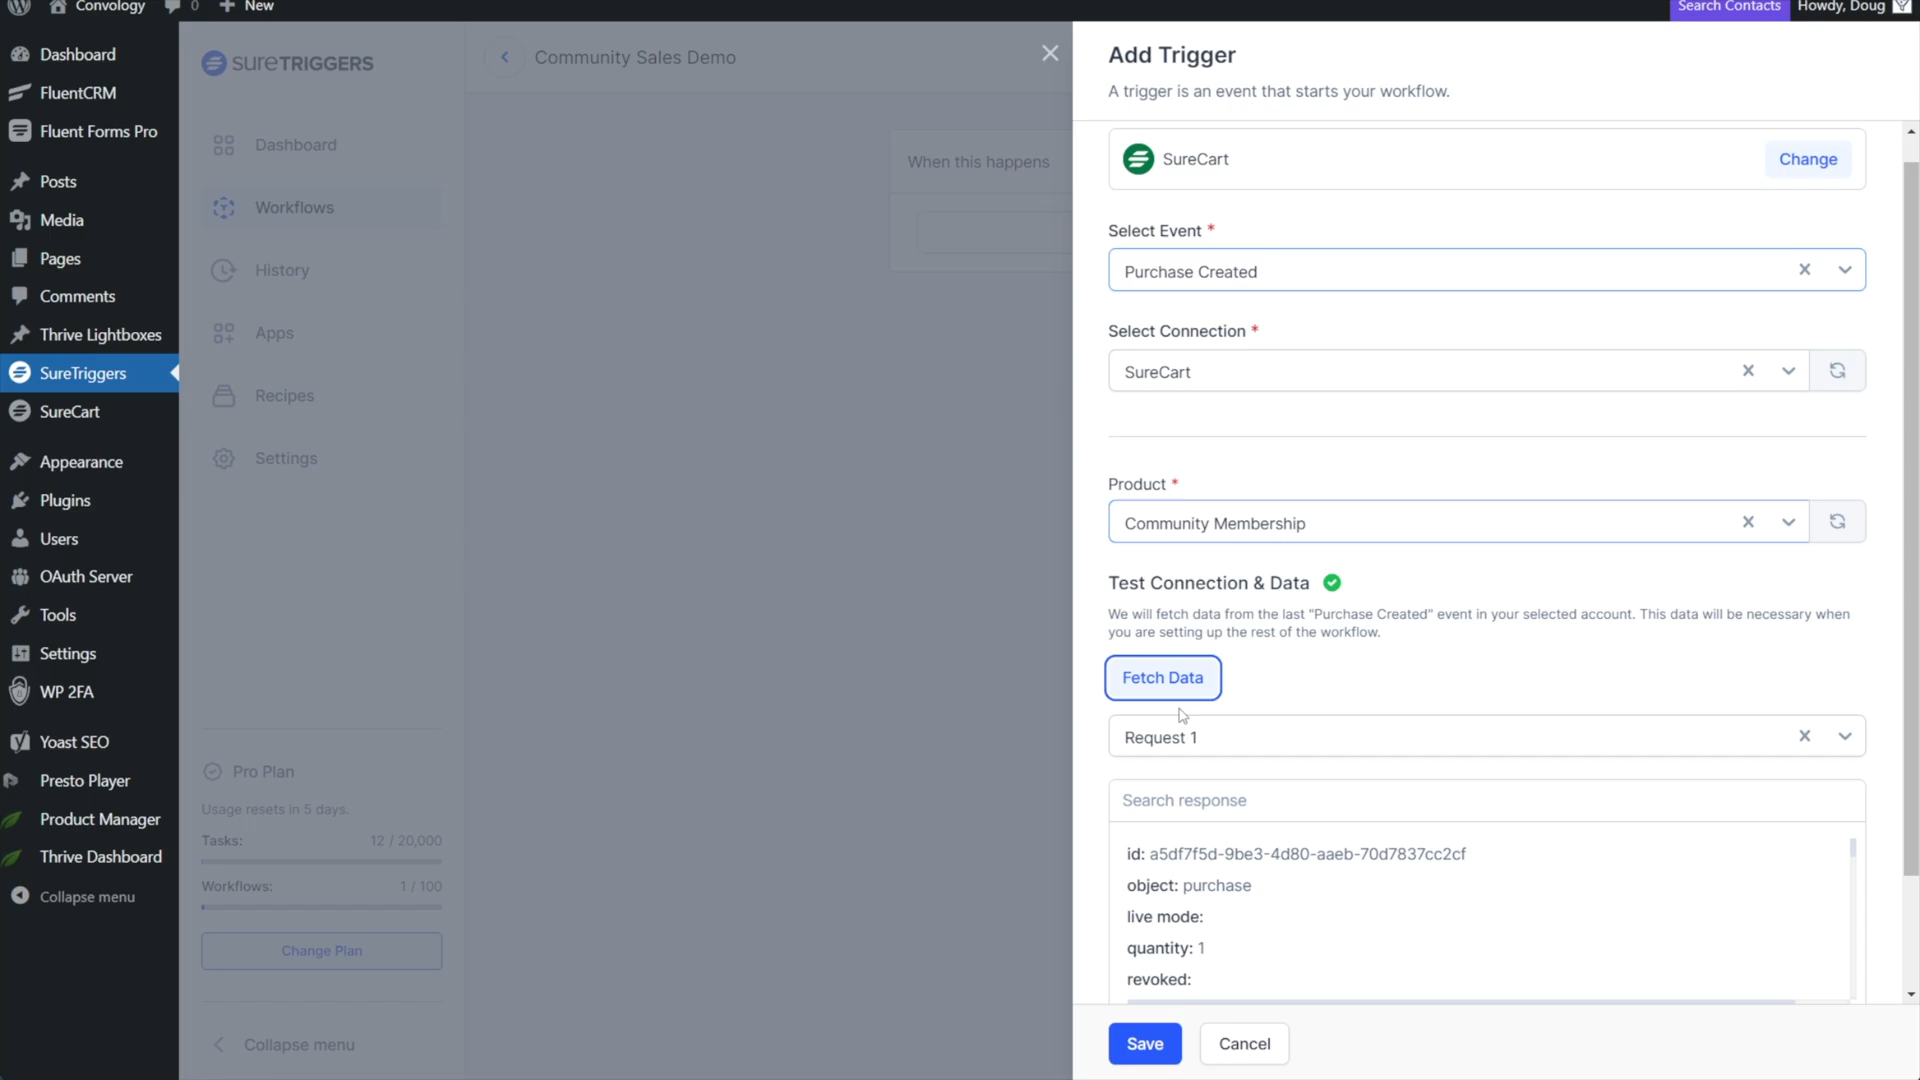 Convology
0
New
Search Contacts
Howdy, Doug
Dashboard
FluentCRM
Fluent Forms Pro
Posts
Media
Pages
Comments
Thrive Lightboxes
SureTriggers
SureCart
Appearance
Plugins
Users
OAuth Server
Tools
Settings
WP 2FA
Yoast SEO
Presto Player
Product Manager
Thrive Dashboard
Collapse menu
SureTRIGGERS
Dashboard
Workflows
History
Apps
Recipes
Settings
Pro Plan
Usage resets in 5 days.
Tasks: 12 / 20,000
Workflows: 1 / 100
Change Plan
Collapse menu
Community Sales Demo
When this happens
Add Trigger
A trigger is an event that starts your workflow.
SureCart
Change
Select Event *
Purchase Created
Select Connection *
SureCart
Product *
Community Membership
Test Connection & Data
We will fetch data from the last "Purchase Created" event in your selected account. This data will be necessary when
you are setting up the rest of the workflow.
Fetch Data
Request 1
Search response
id: a5df7f5d-9be3-4d80-aaeb-70d7837cc2cf
object: purchase
live mode:
quantity: 1
revoked:
Save
Cancel